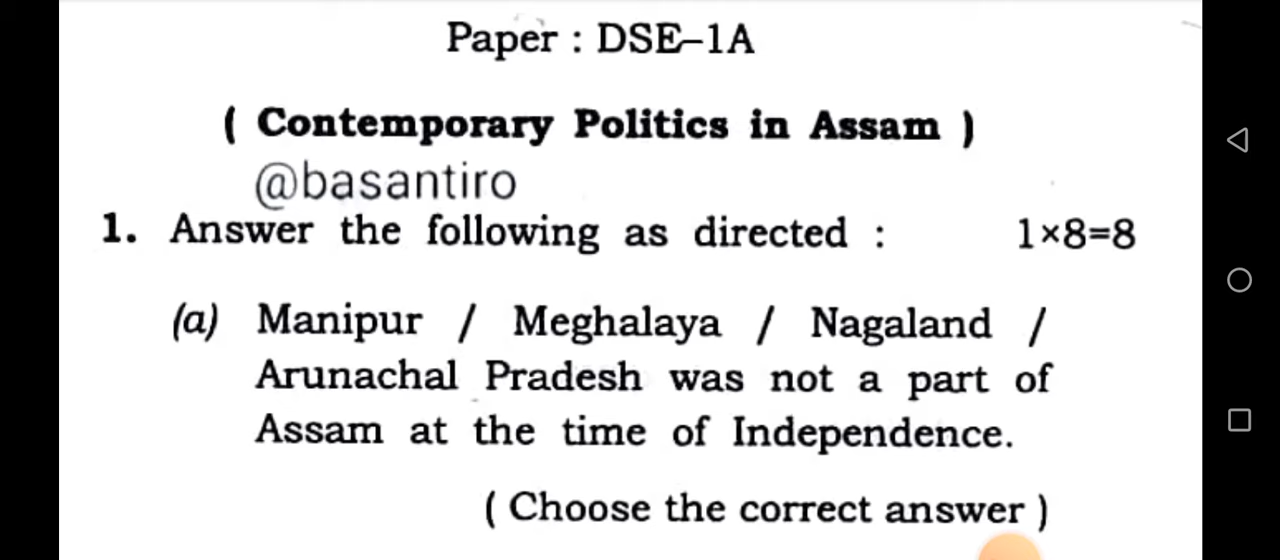 Paper : DSE–1A
( Contemporary Politics in Assam )
@basantiro
1. Answer the following as directed : 1×8=8
(a) Manipur / Meghalaya / Nagaland /
Arunachal Pradesh was not a part of
Assam at the time of Independence.
( Choose the correct answer )